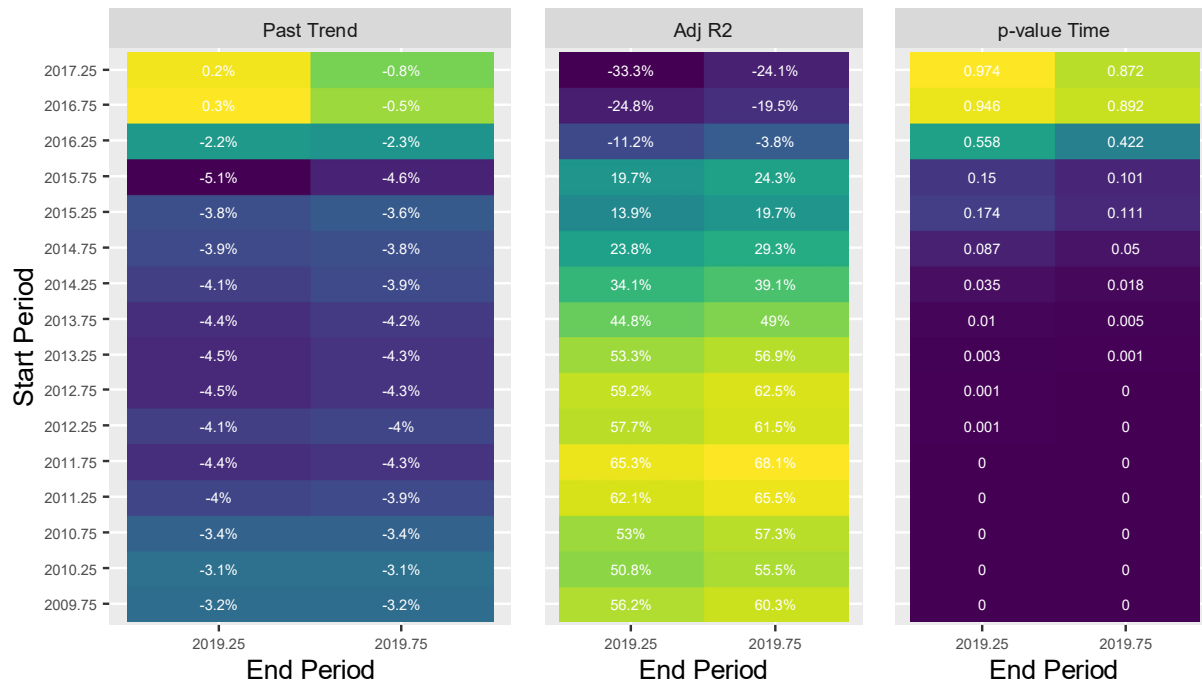 Past Trend Adj R2 p-value Time
2017.25 0.2% -0.8% -33.3% -24.1% 0.974 0.872
2016.75 0.3% -0.5% -24.8% -19.5% 0.946 0.892
2016.25 -2.2% -2.3% -11.2% -3.8% 0.558 0.422
2015.75 -5.1% -4.6% 19.7% 24.3% 0.15 0.101
2015.25 -3.8% -3.6% 13.9% 19.7% 0.174 0.111
2014.75 -3.9% -3.8% 23.8% 29.3% 0.087 0.05
2014.25 -4.1% -3.9% 34.1% 39.1% 0.035 0.018
2013.75 -4.4% -4.2% 44.8% 49% 0.01 0.005
2013.25 -4.5% -4.3% 53.3% 56.9% 0.003 0.001
2012.75 -4.5% -4.3% 59.2% 62.5% 0.001 0
2012.25 -4.1% -4% 57.7% 61.5% 0.001 0
2011.75 -4.4% -4.3% 65.3% 68.1% 0 0
2011.25 -4% -3.9% 62.1% 65.5% 0 0
2010.75 -3.4% -3.4% 53% 57.3% 0 0
2010.25 -3.1% -3.1% 50.8% 55.5% 0 0
2009.75 -3.2% -3.2% 56.2% 60.3% 0 0
Start Period
2019.25 2019.75 2019.25 2019.75 2019.25 2019.75
End Period End Period End Period